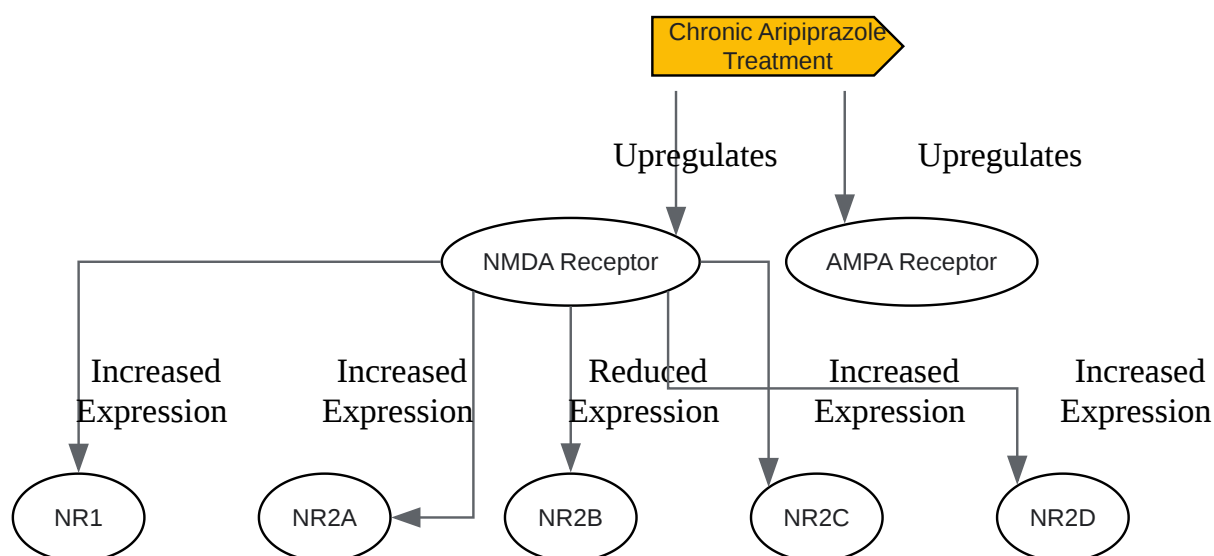 Chronic Aripiprazole
Treatment
Upregulates
Upregulates
NMDA Receptor
AMPA Receptor
Increased
Expression
Increased
Expression
Reduced
Expression
Increased
Expression
Increased
Expression
NR1
NR2A
NR2B
NR2C
NR2D